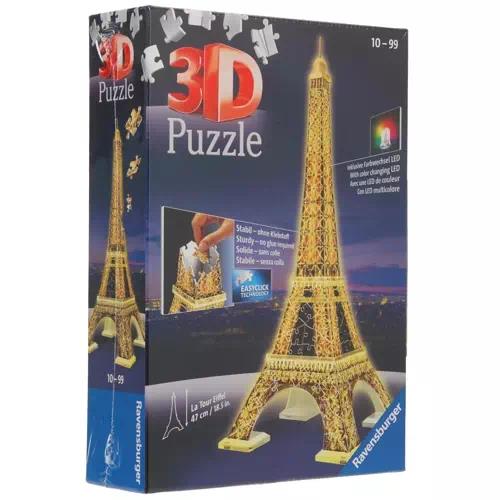 3D
Puzzle
10-99
Ravensburger
3D
Puzzle
10-99
Inklusive Farbwechsel LED
With color changing LED
Avec une LED de couleur
Con LED multicolore
Stabil – ohne Klebstoff
Sturdy – no glue required
Solide – sans colle
Stabile – senza colla
EASYCLICK
TECHNOLOGY
La Tour Eiffel
47 cm / 18.5 in.
Ravensburger